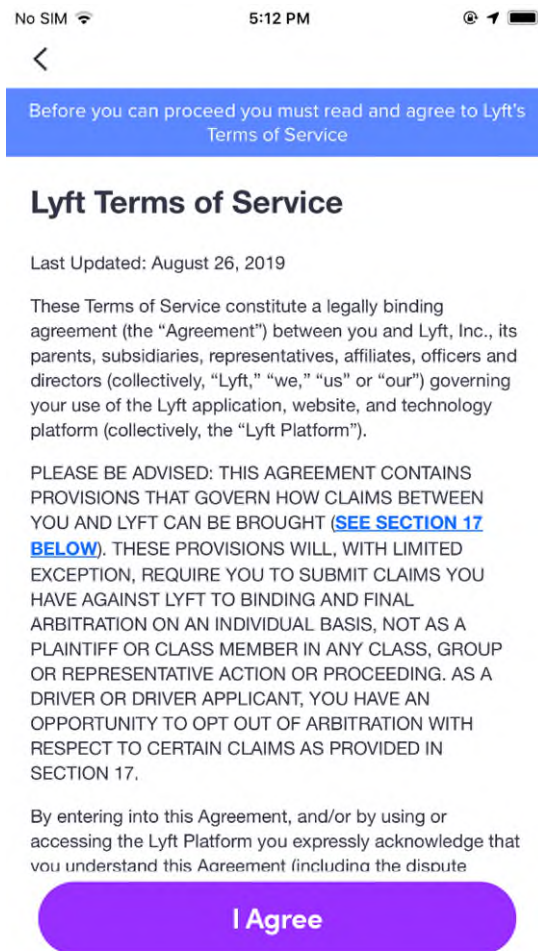 No SIM 5:12 PM
Before you can proceed you must read and agree to Lyft's
Terms of Service
Lyft Terms of Service
Last Updated: August 26, 2019
These Terms of Service constitute a legally binding
agreement (the “Agreement”) between you and Lyft, Inc., its
parents, subsidiaries, representatives, affiliates, officers and
directors (collectively, “Lyft,” “we,” “us” or “our”) governing
your use of the Lyft application, website, and technology
platform (collectively, the “Lyft Platform”).
PLEASE BE ADVISED: THIS AGREEMENT CONTAINS
PROVISIONS THAT GOVERN HOW CLAIMS BETWEEN
YOU AND LYFT CAN BE BROUGHT (SEE SECTION 17
BELOW). THESE PROVISIONS WILL, WITH LIMITED
EXCEPTION, REQUIRE YOU TO SUBMIT CLAIMS YOU
HAVE AGAINST LYFT TO BINDING AND FINAL
ARBITRATION ON AN INDIVIDUAL BASIS, NOT AS A
PLAINTIFF OR CLASS MEMBER IN ANY CLASS, GROUP
OR REPRESENTATIVE ACTION OR PROCEEDING. AS A
DRIVER OR DRIVER APPLICANT, YOU HAVE AN
OPPORTUNITY TO OPT OUT OF ARBITRATION WITH
RESPECT TO CERTAIN CLAIMS AS PROVIDED IN
SECTION 17.
By entering into this Agreement, and/or by using or
accessing the Lyft Platform you expressly acknowledge that
you understand this Agreement (including the dispute
I Agree